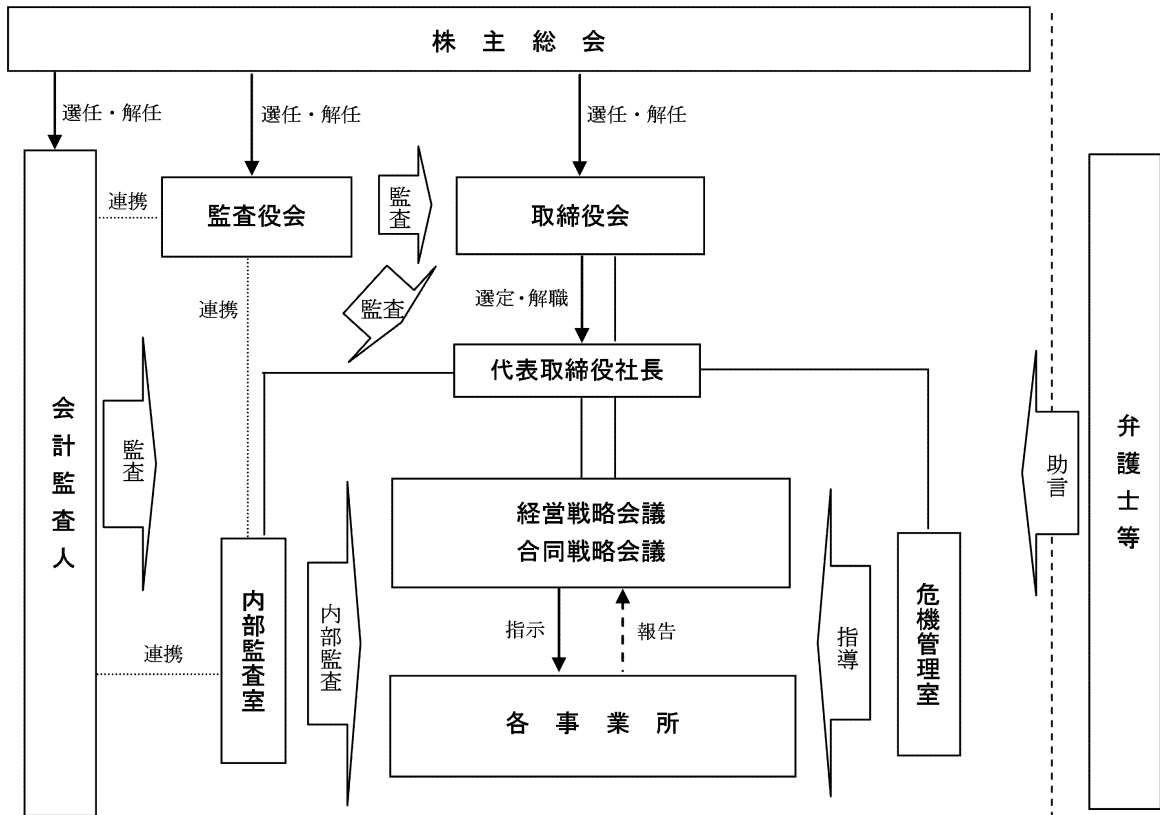 株主総会
選任・解任
選任・解任
選任・解任
連携
監査役会
監査
取締役会
連携
監査
選定・解職
代表取締役社長
会計監査人
監査
経営戦略会議
合同戦略会議
助言
弁護士等
内部監査室
内部監査
指示
報告
指導
危機管理室
連携
各事業所